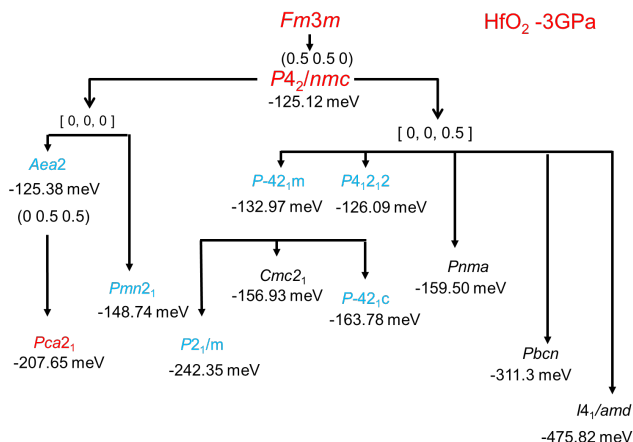 Fm3m
HfO₂ -3GPa
(0.5 0.5 0)
P4₂/nmc
-125.12 meV
[ 0, 0, 0 ]
[ 0, 0, 0.5 ]
Aea2
-125.38 meV
(0 0.5 0.5)
P-42₁m
-132.97 meV
P4₁2₁2
-126.09 meV
Pmn2₁
-148.74 meV
Cmc2₁
-156.93 meV
P-42₁c
-163.78 meV
Pnma
-159.50 meV
Pca2₁
-207.65 meV
P2₁/m
-242.35 meV
Pbcn
-311.3 meV
I4₁/amd
-475.82 meV